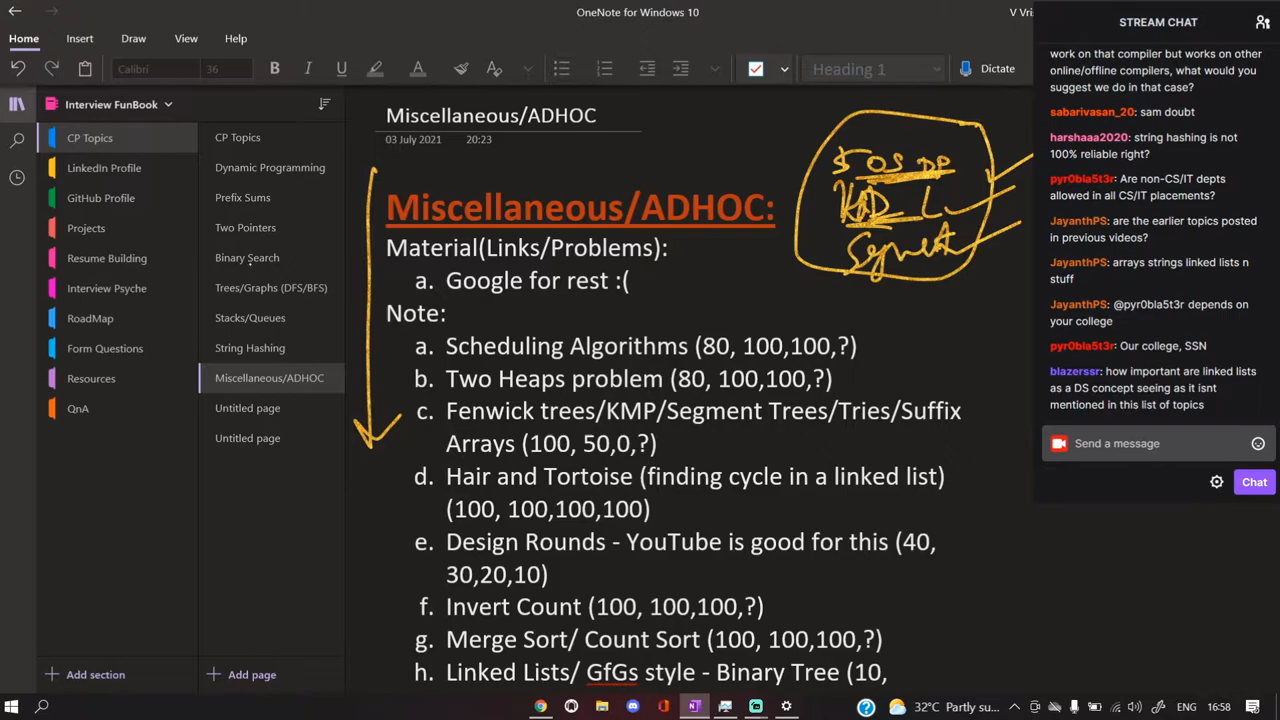 OneNote for Windows 10
V Vri
Home
Insert
Draw
View
Help
Calibri
36
B
I
U
A
Heading 1
Dictate
Interview FunBook
CP Topics
LinkedIn Profile
GitHub Profile
Projects
Resume Building
Interview Psyche
RoadMap
Form Questions
Resources
QnA
Add section
CP Topics
Dynamic Programming
Prefix Sums
Two Pointers
Binary Search
Trees/Graphs (DFS/BFS)
Stacks/Queues
String Hashing
Miscellaneous/ADHOC
Untitled page
Untitled page
Add page
Miscellaneous/ADHOC
03 July 2021
20:23
Miscellaneous/ADHOC:
Material(Links/Problems):
a. Google for rest :(
Note:
a. Scheduling Algorithms (80, 100,100,?)
b. Two Heaps problem (80, 100,100,?)
c. Fenwick trees/KMP/Segment Trees/Tries/Suffix
Arrays (100, 50,0,?)
d. Hair and Tortoise (finding cycle in a linked list)
(100, 100,100,100)
e. Design Rounds - YouTube is good for this (40,
30,20,10)
f. Invert Count (100, 100,100,?)
g. Merge Sort/ Count Sort (100, 100,100,?)
h. Linked Lists/ GfGs style - Binary Tree (10,
OS DP
Segment
STREAM CHAT
work on that compiler but works on other
online/offline compilers, what would you
suggest we do in that case?
sabarivasan_20: sam doubt
harshaaa2020: string hashing is not
100% reliable right?
pyr0bla5t3r: Are non-CS/IT depts
allowed in all CS/IT placements?
JayanthPS: are the earlier topics posted
in previous videos?
JayanthPS: arrays strings linked lists n
stuff
JayanthPS: @pyr0bla5t3r depends on
your college
pyr0bla5t3r: Our college, SSN
blazerssr: how important are linked lists
as a DS concept seeing as it isnt
mentioned in this list of topics
Send a message
Chat
32°C Partly su...
ENG
16:58